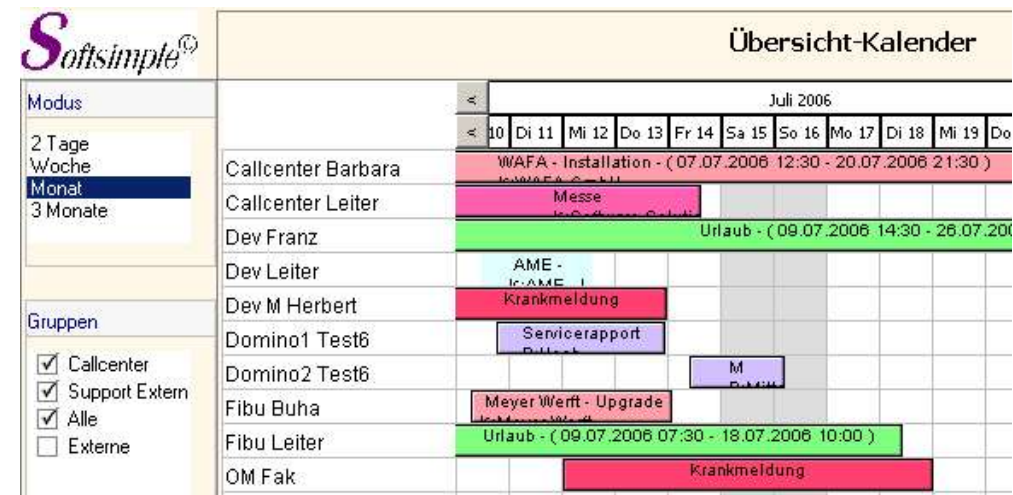 Softsimple©
Übersicht-Kalender
Modus
2 Tage
Woche
Monat
3 Monate
Gruppen
Callcenter
Support Extern
Alle
Externe
< Juli 2006
< 10 Di 11 Mi 12 Do 13 Fr 14 Sa 15 So 16 Mo 17 Di 18 Mi 19 Do
Callcenter Barbara WAFA - Installation - ( 07.07.2006 12:30 - 20.07.2006 21:30 )
Callcenter Leiter Messe
Dev Franz Urlaub - ( 09.07.2006 14:30 - 26.07.200
Dev Leiter AME -
Dev M Herbert Krankmeldung
Domino1 Test6 Servicerapport
Domino2 Test6 M
Fibu Buha Meyer Werft - Upgrade
Fibu Leiter Urlaub - ( 09.07.2006 07:30 - 18.07.2006 10:00 )
OM Fak Krankmeldung